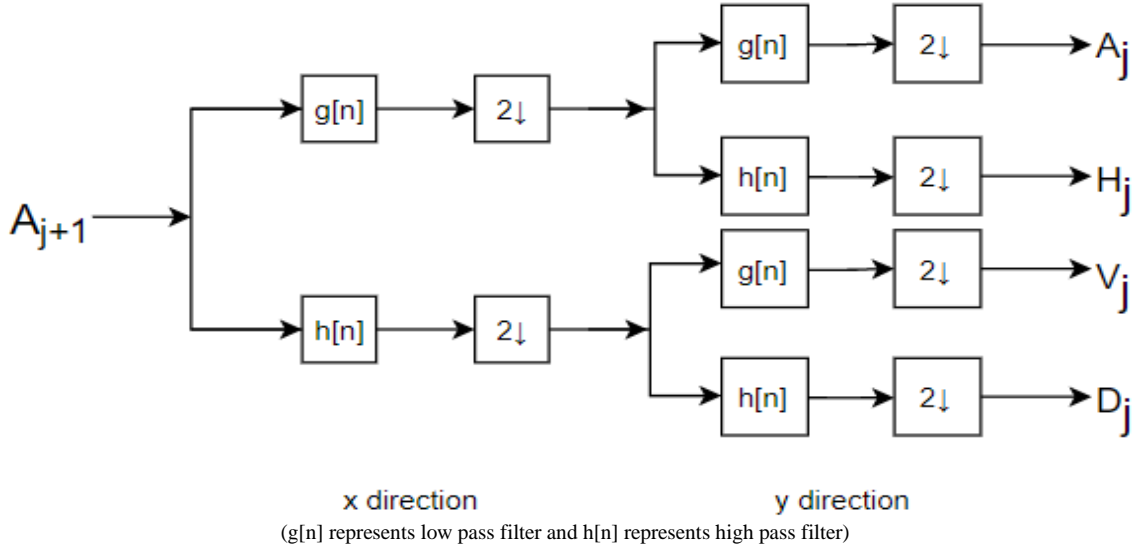 g[n] 2↓ A_j
g[n] 2↓
h[n] 2↓ H_j
A_{j+1}
g[n] 2↓ V_j
h[n] 2↓
h[n] 2↓ D_j
x direction y direction
(g[n] represents low pass filter and h[n] represents high pass filter)